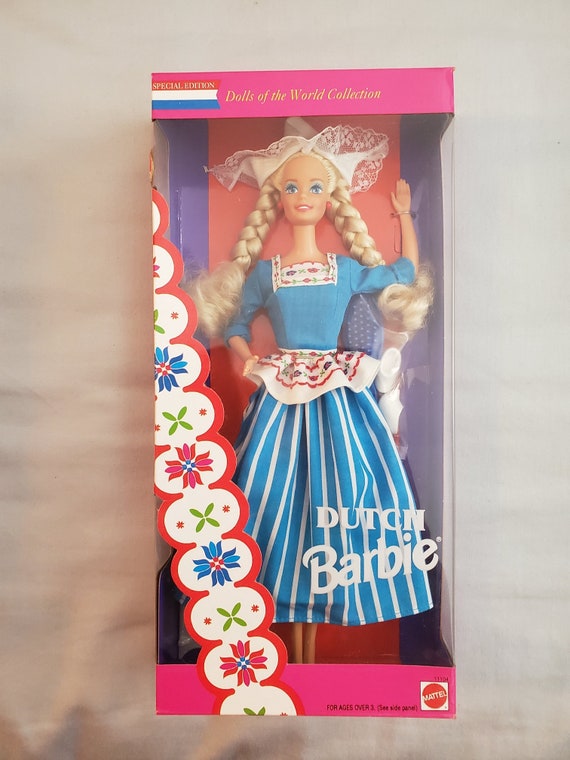 SPECIAL EDITION
Dolls of the World Collection
DUTCH
Barbie®
FOR AGES OVER 3. (See side panel)
MATTEL